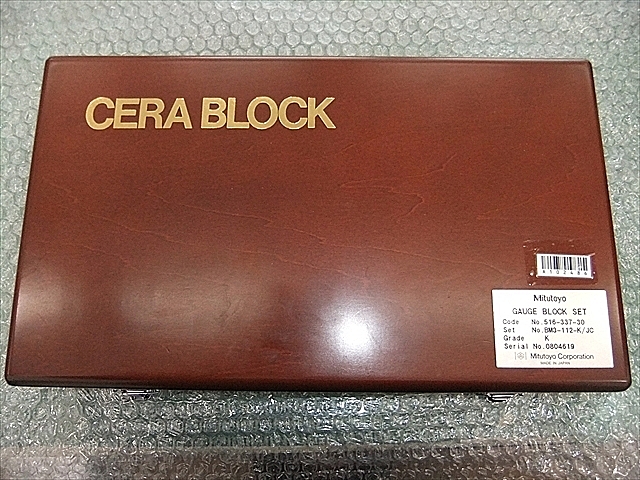 CERA BLOCK
A102486
Mitutoyo
GAUGE BLOCK SET
Code No.516-337-30
Set No.BM3-112-K/JC
Grade K
Serial No.0804619
Mitutoyo Corporation
MADE IN JAPAN